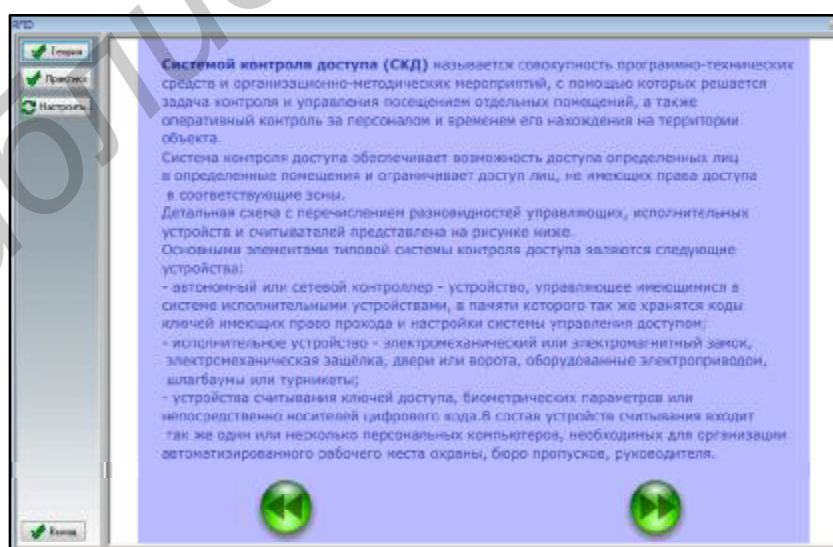 RFID
Теория
Практика
Настроить
Системой контроля доступа (СКД) называется совокупность программно-технических
средств и организационно-методических мероприятий, с помощью которых решается
задача контроля и управления посещением отдельных помещений, а также
оперативный контроль за персоналом и временем его нахождения на территории
объекта.
Система контроля доступа обеспечивает возможность доступа определенных лиц
в определенные помещения и ограничивает доступ лиц, не имеющих права доступа
в соответствующие зоны.
Детальная схема с перечислением разновидностей управляющих, исполнительных
устройств и считывателей представлена на рисунке ниже.
Основными элементами типовой системы контроля доступа являются следующие
устройства:
- автономный или сетевой контроллер - устройство, управляющее имеющимися в
системе исполнительными устройствами, в памяти которого так же хранятся коды
ключей имеющих право прохода и настройки системы управления доступом;
- исполнительное устройство - электромеханический или электромагнитный замок,
электромеханическая защёлка, двери или ворота, оборудованные электроприводом,
шлагбаумы или турникеты;
- устройства считывания ключей доступа, биометрических параметров или
непосредственно носителей цифрового кода.В состав устройств считывания входит
так же один или несколько персональных компьютеров, необходимых для организации
автоматизированного рабочего места охраны, бюро пропусков, руководителя.
Выход